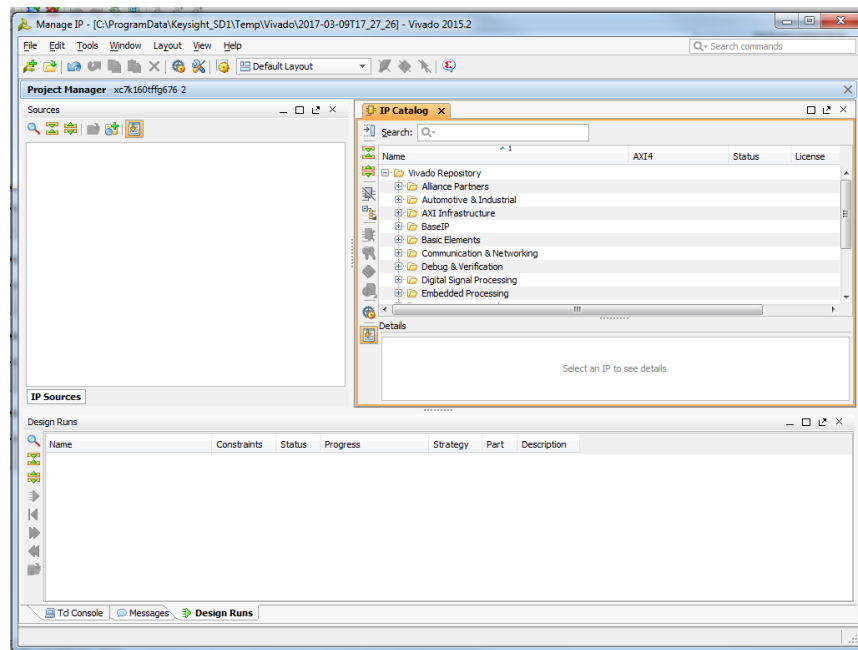 Manage IP - [C:\ProgramData\Keysight_SD1\Temp\Vivado\2017-03-09T17_27_26] - Vivado 2015.2
File Edit Tools Window Layout View Help
Search commands
Default Layout
Project Manager - xc7k160tffg676-2
Sources
IP Catalog
Search:
Name 1 AXI4 Status License
Vivado Repository
Alliance Partners
Automotive & Industrial
AXI Infrastructure
BaseIP
Basic Elements
Communication & Networking
Debug & Verification
Digital Signal Processing
Embedded Processing
Details
Select an IP to see details
IP Sources
Design Runs
Name Constraints Status Progress Strategy Part Description
Tcl Console Messages Design Runs